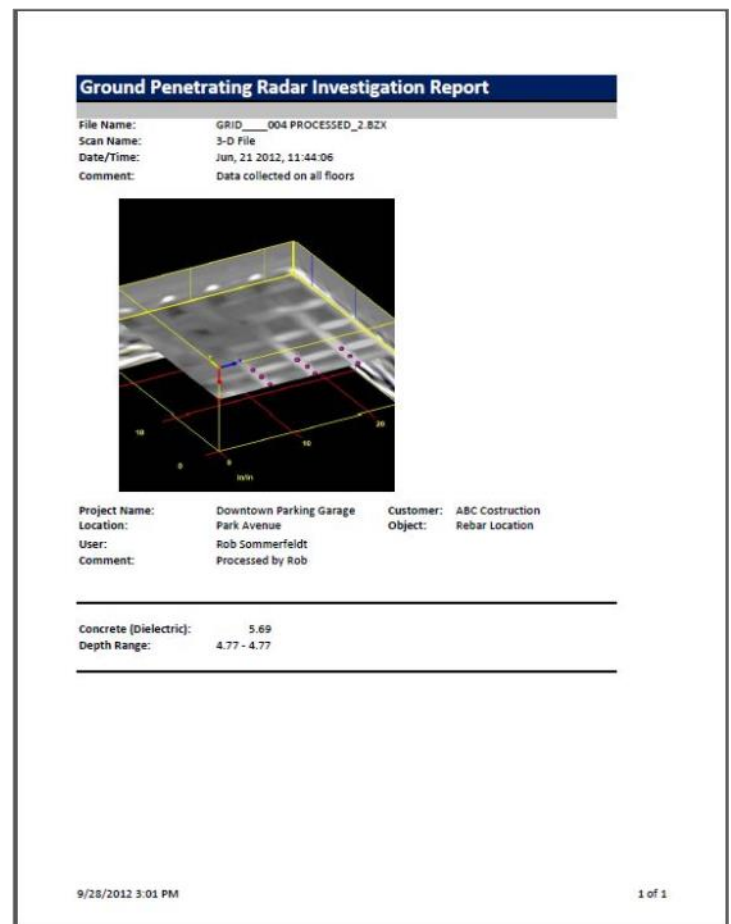 Ground Penetrating Radar Investigation Report
File Name: GRID____004 PROCESSED_2.BZX
Scan Name: 3-D File
Date/Time: Jun, 21 2012, 11:44:06
Comment: Data collected on all floors
10
0
0
10
20
in/in
Project Name: Downtown Parking Garage Customer: ABC Costruction
Location: Park Avenue Object: Rebar Location
User: Rob Sommerfeldt
Comment: Processed by Rob
Concrete (Dielectric): 5.69
Depth Range: 4.77 - 4.77
9/28/2012 3:01 PM 1 of 1